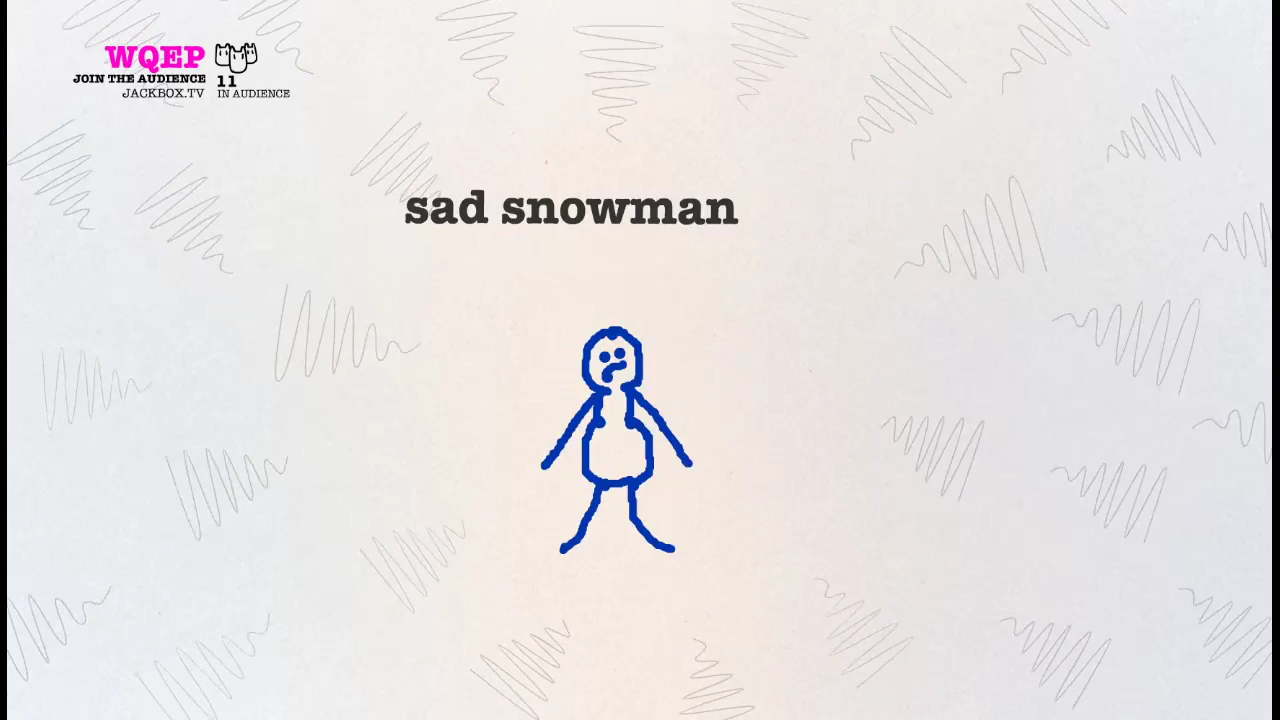 WQEP
JOIN THE AUDIENCE
JACKBOX.TV
11
IN AUDIENCE
sad snowman